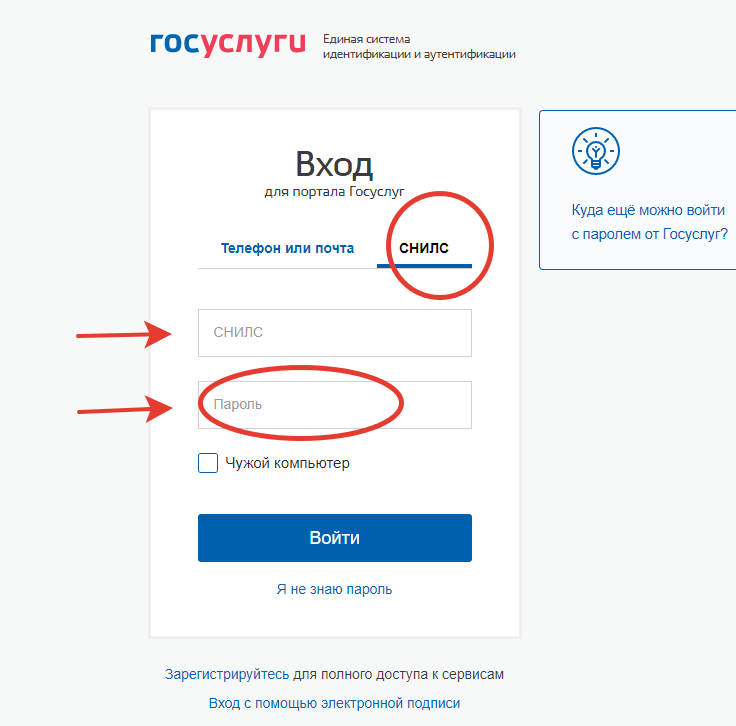 госуслуги
Единая система
идентификации и аутентификации
Вход
для портала Госуслуг
Телефон или почта
СНИЛС
СНИЛС
Пароль
Чужой компьютер
Войти
Я не знаю пароль
Зарегистрируйтесь для полного доступа к сервисам
Вход с помощью электронной подписи
Куда ещё можно войти
с паролем от Госуслуг?